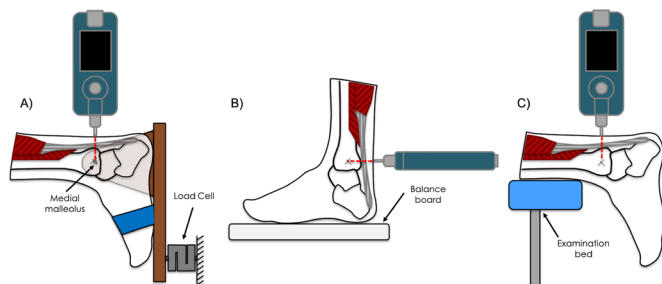 A)
Medial
malleolus
Load Cell
B)
Balance
board
C)
Examination
bed